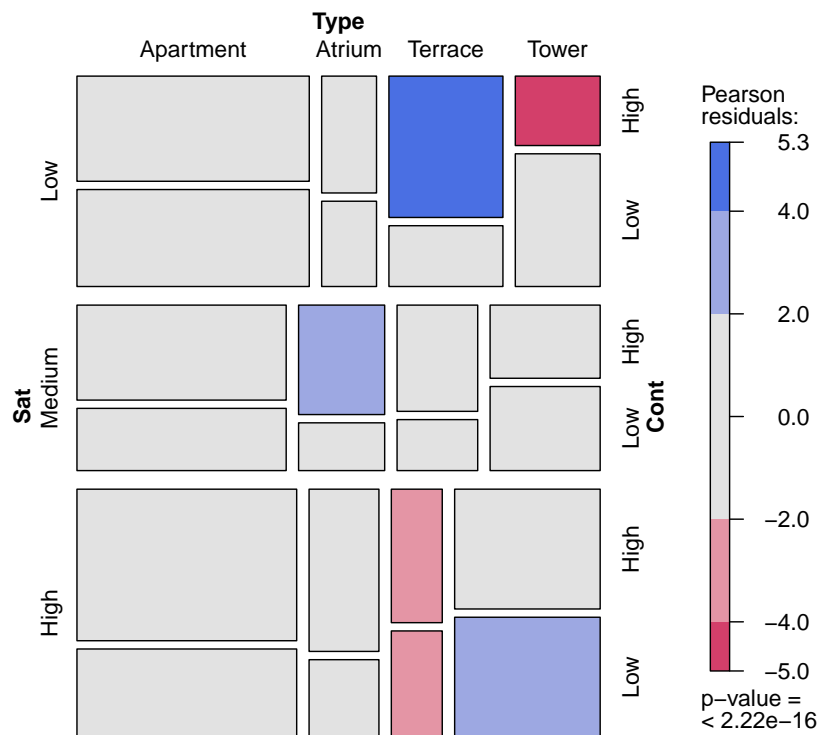 Type
Apartment Atrium Terrace Tower
Sat
Low
Medium
High
High
Low
High
Low
High
Low
Cont
Pearson
residuals:
5.3
4.0
2.0
0.0
−2.0
−4.0
−5.0
p−value =
< 2.22e−16